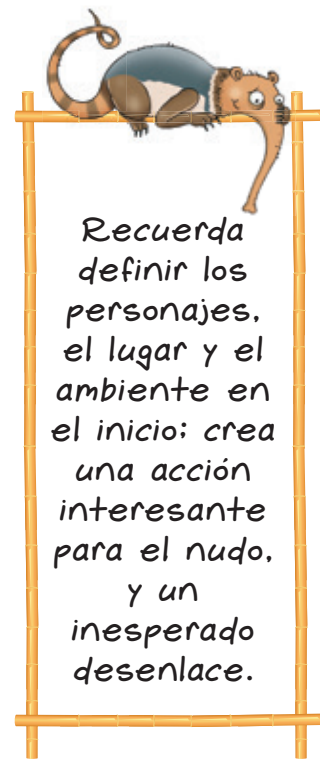 Recuerda
definir los
personajes,
el lugar y el
ambiente en
el inicio; crea
una acción
interesante
para el nudo,
y un
inesperado
desenlace.